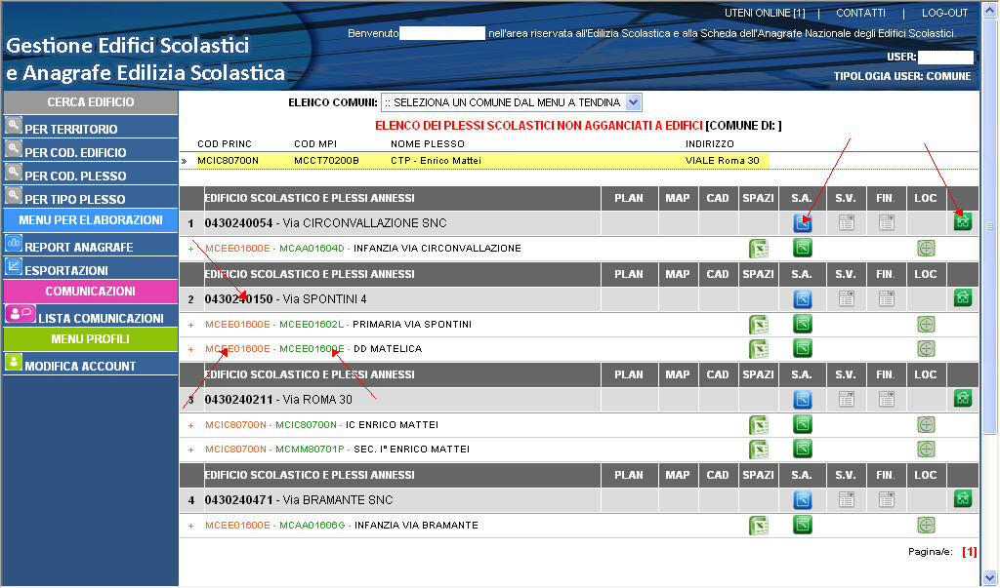 UTENI ONLINE [1] | CONTATTI | LOG-OUT
Benvenuto nell'area riservata all'Edilizia Scolastica e alla Scheda dell'Anagrafe Nazionale degli Edifici Scolastici.
Gestione Edifici Scolastici
e Anagrafe Edilizia Scolastica
USER:
TIPOLOGIA USER: COMUNE
CERCA EDIFICIO
PER TERRITORIO
PER COD. EDIFICIO
PER COD. PLESSO
PER TIPO PLESSO
MENU PER ELABORAZIONI
REPORT ANAGRAFE
ESPORTAZIONI
COMUNICAZIONI
LISTA COMUNICAZIONI
MENU PROFILI
MODIFICA ACCOUNT
ELENCO COMUNI: :: SELEZIONA UN COMUNE DAL MENU A TENDINA
ELENCO DEI PLESSI SCOLASTICI NON AGGANCIATI A EDIFICI [COMUNE DI: ]
COD PRINC COD MPI NOME PLESSO INDIRIZZO
» MCIC80700N MCCT70200B CTP - Enrico Mattei VIALE Roma 30
EDIFICIO SCOLASTICO E PLESSI ANNESSI PLAN MAP CAD SPAZI S.A. S.V. FIN. LOC
1 0430240054 - Via CIRCONVALLAZIONE SNC
+ MCEE01600E - MCAA01604D - INFANZIA VIA CIRCONVALLAZIONE
EDIFICIO SCOLASTICO E PLESSI ANNESSI PLAN MAP CAD SPAZI S.A. S.V. FIN. LOC
2 0430240150 - Via SPONTINI 4
+ MCEE01600E - MCEE01602L - PRIMARIA VIA SPONTINI
+ MCEE01600E - MCEE01600E - DD MATELICA
EDIFICIO SCOLASTICO E PLESSI ANNESSI PLAN MAP CAD SPAZI S.A. S.V. FIN. LOC
3 0430240211 - Via ROMA 30
+ MCIC80700N - MCIC80700N - IC ENRICO MATTEI
+ MCIC80700N - MCMM80701P - SEC. Iª ENRICO MATTEI
EDIFICIO SCOLASTICO E PLESSI ANNESSI PLAN MAP CAD SPAZI S.A. S.V. FIN. LOC
4 0430240471 - Via BRAMANTE SNC
+ MCEE01600E - MCAA01606G - INFANZIA VIA BRAMANTE
Pagina/e: [1]